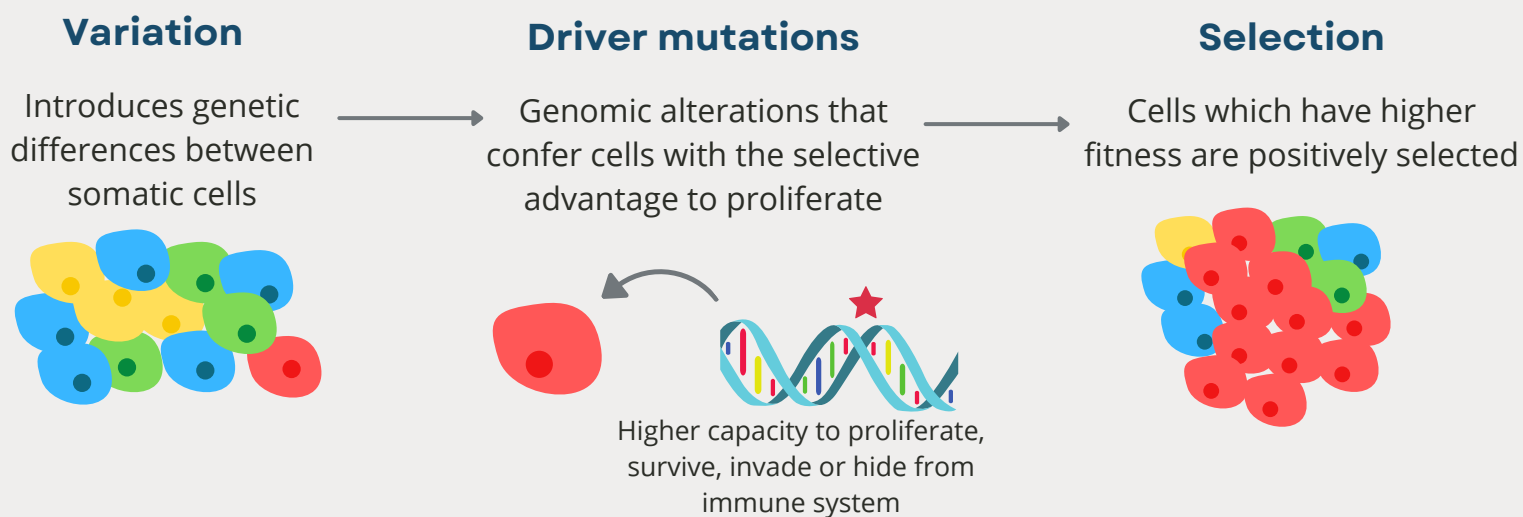 Variation
Introduces genetic
differences between
somatic cells
Driver mutations
Genomic alterations that
confer cells with the selective
advantage to proliferate
Higher capacity to proliferate,
survive, invade or hide from
immune system
Selection
Cells which have higher
fitness are positively selected